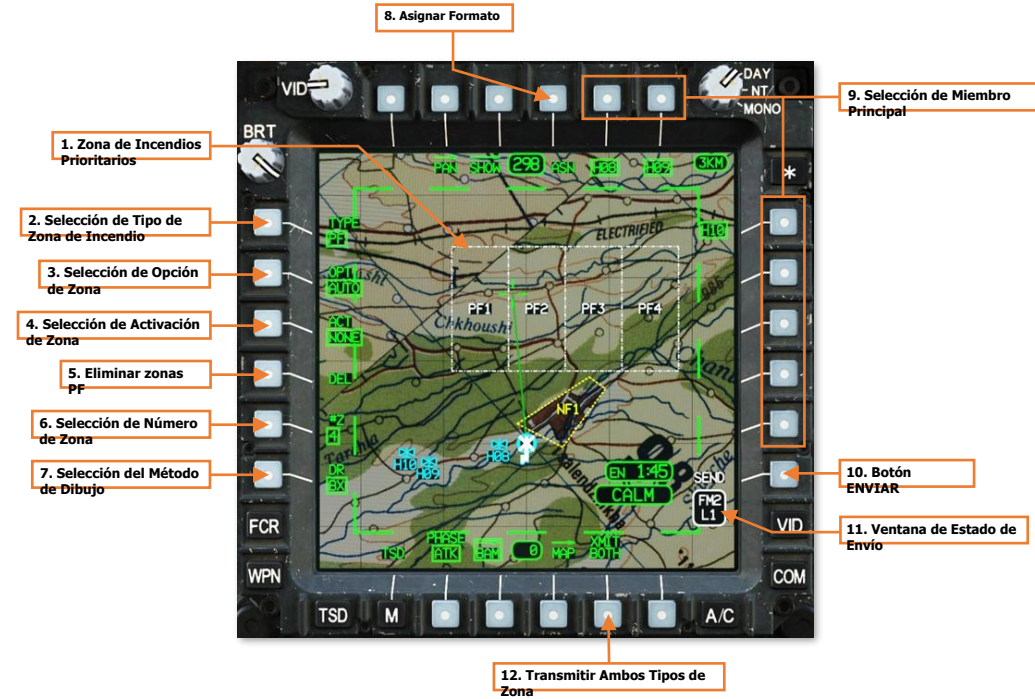 8. Asignar Formato
VID
DAY
NT
MONO
9. Selección de Miembro
Principal
BRT
1. Zona de Incendios
Prioritarios
PAN SHOW 298 ASN H08 H09 3KM
*
2. Selección de Tipo de
Zona de Incendio
TYPE
PF
H10
ELECTRIFIED
3. Selección de Opción
de Zona
OPT
AUTO
PF1 PF2 PF3 PF4
4. Selección de Activación
de Zona
ACT
NONE
Chkhoushi
5. Eliminar zonas
PF
DEL
NF1
6. Selección de Número
de Zona
#Z
4
H10 H09 H08
7. Selección del Método
de Dibujo
DR
BX
EN 1:45
CALM
SEND
FM2
L1
10. Botón
ENVIAR
11. Ventana de Estado de
Envío
FCR
VID
TSD PHASE
ATK BAM 0 MAP XMIT
BOTH
WPN
COM
TSD M A/C
12. Transmitir Ambos Tipos de
Zona